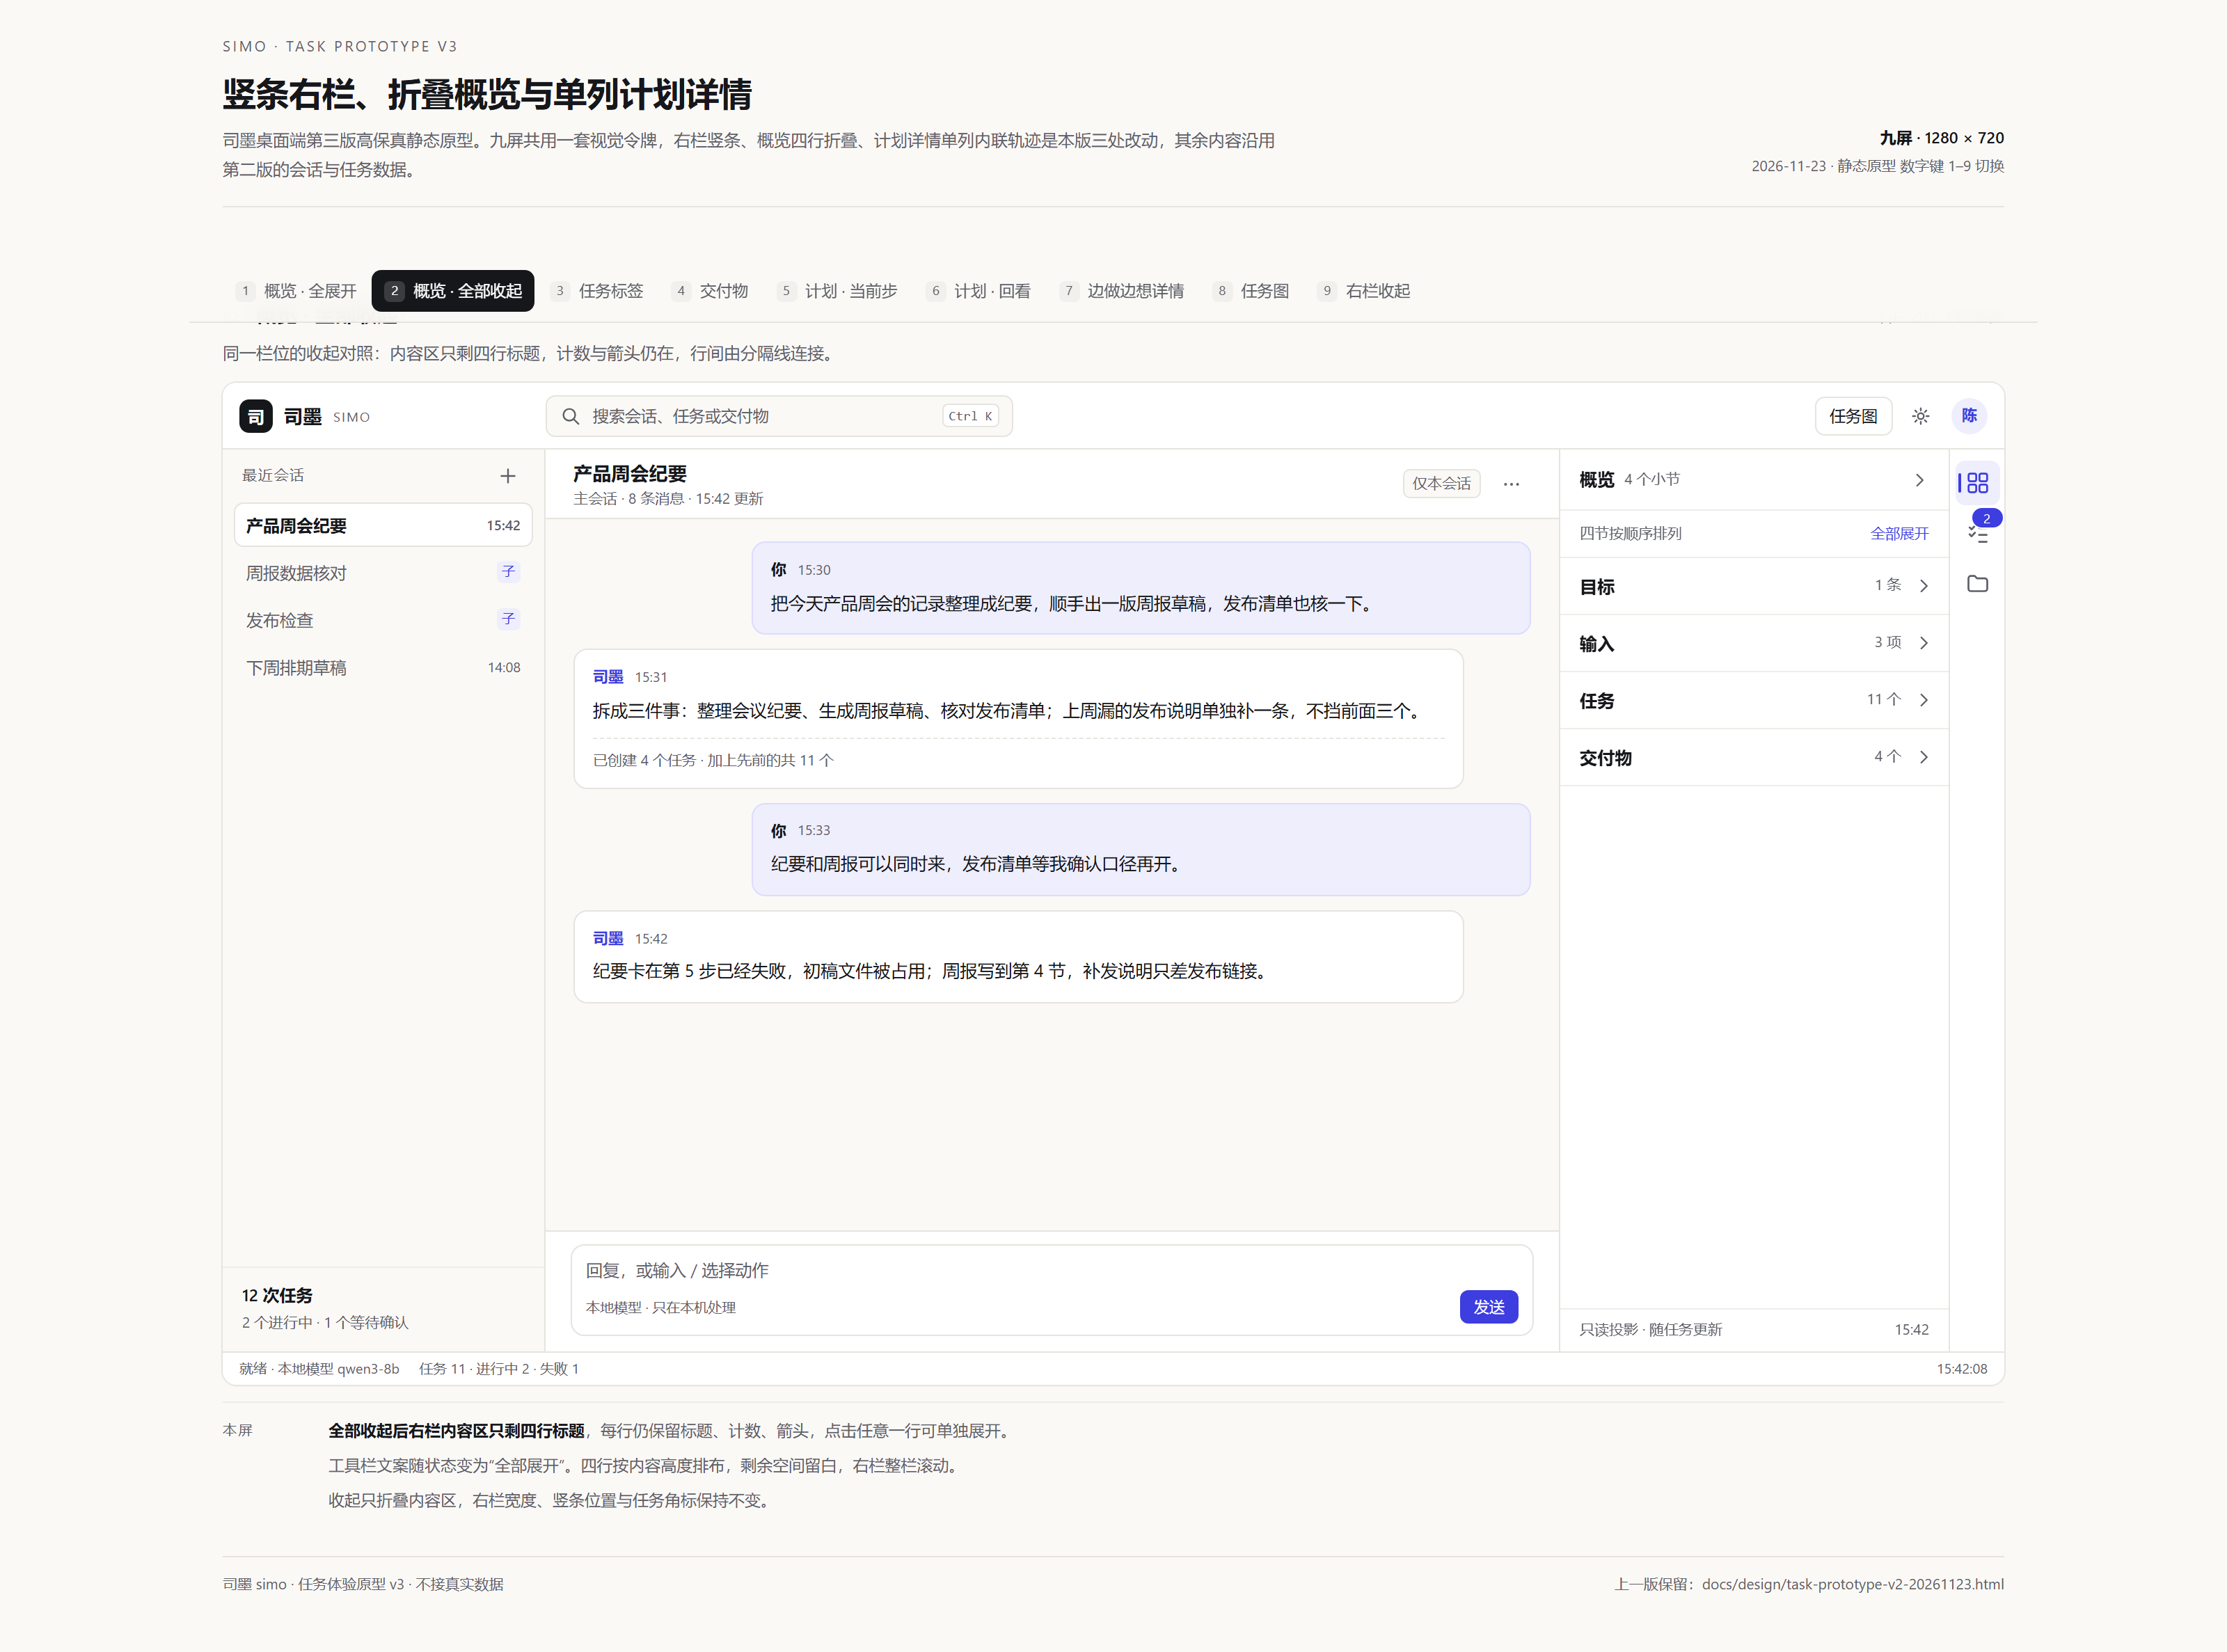 SIMO · TASK PROTOTYPE V3
竖条右栏、折叠概览与单列计划详情
司墨桌面端第三版高保真静态原型。九屏共用一套视觉令牌，右栏竖条、概览四行折叠、计划详情单列内联轨迹是本版三处改动，其余内容沿用
第二版的会话与任务数据。
九屏 · 1280 × 720
2026-11-23 · 静态原型 数字键 1–9 切换
1 概览 · 全展开 2 概览 · 全部收起 3 任务标签 4 交付物 5 计划 · 当前步 6 计划 · 回看 7 边做边想详情 8 任务图 9 右栏收起
同一栏位的收起对照：内容区只剩四行标题，计数与箭头仍在，行间由分隔线连接。
司 司墨 SIMO
搜索会话、任务或交付物 Ctrl K
任务图 陈
最近会话
产品周会纪要 15:42
周报数据核对 子
发布检查 子
下周排期草稿 14:08
12 次任务
2 个进行中 · 1 个等待确认
产品周会纪要
主会话 · 8 条消息 · 15:42 更新
仅本会话
你 15:30
把今天产品周会的记录整理成纪要，顺手出一版周报草稿，发布清单也核一下。
司墨 15:31
拆成三件事：整理会议纪要、生成周报草稿、核对发布清单；上周漏的发布说明单独补一条，不挡前面三个。
已创建 4 个任务 · 加上先前的共 11 个
你 15:33
纪要和周报可以同时来，发布清单等我确认口径再开。
司墨 15:42
纪要卡在第 5 步已经失败，初稿文件被占用；周报写到第 4 节，补发说明只差发布链接。
回复，或输入 / 选择动作
本地模型 · 只在本机处理
发送
概览 4 个小节
四节按顺序排列 全部展开
目标 1 条
输入 3 项
任务 11 个
交付物 4 个
只读投影 · 随任务更新 15:42
2
就绪 · 本地模型 qwen3-8b 任务 11 · 进行中 2 · 失败 1
15:42:08
本屏
全部收起后右栏内容区只剩四行标题，每行仍保留标题、计数、箭头，点击任意一行可单独展开。
工具栏文案随状态变为“全部展开”。四行按内容高度排布，剩余空间留白，右栏整栏滚动。
收起只折叠内容区，右栏宽度、竖条位置与任务角标保持不变。
司墨 simo · 任务体验原型 v3 · 不接真实数据
上一版保留：docs/design/task-prototype-v2-20261123.html